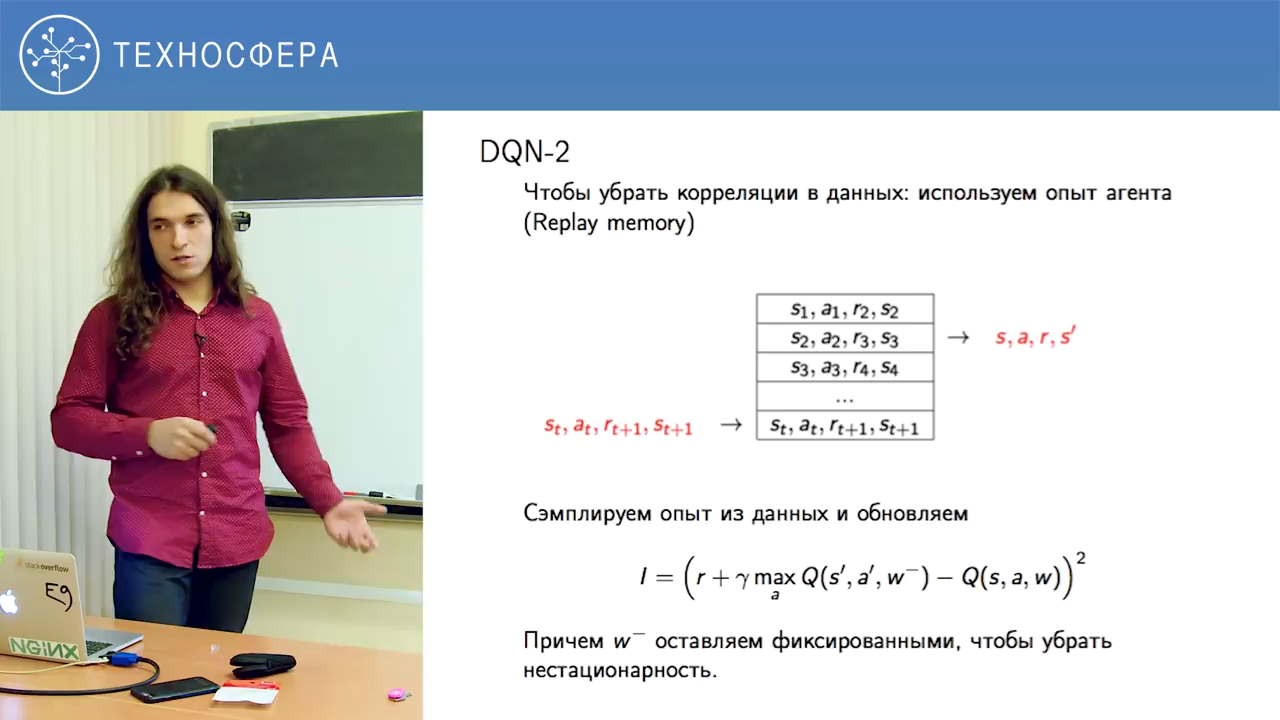 ТЕХНОСФЕРА
DQN-2
Чтобы убрать корреляции в данных: используем опыт агента
(Replay memory)
s₁, a₁, r₂, s₂
s₂, a₂, r₃, s₃ → s, a, r, s′
s₃, a₃, r₄, s₄
...
sₜ, aₜ, rₜ₊₁, sₜ₊₁ → sₜ, aₜ, rₜ₊₁, sₜ₊₁
Сэмплируем опыт из данных и обновляем
I = (r + γ max Q(s′, a′, w⁻) − Q(s, a, w))²
a
Причем w⁻ оставляем фиксированными, чтобы убрать
нестационарность.
stackoverflow
Eg
NGINX